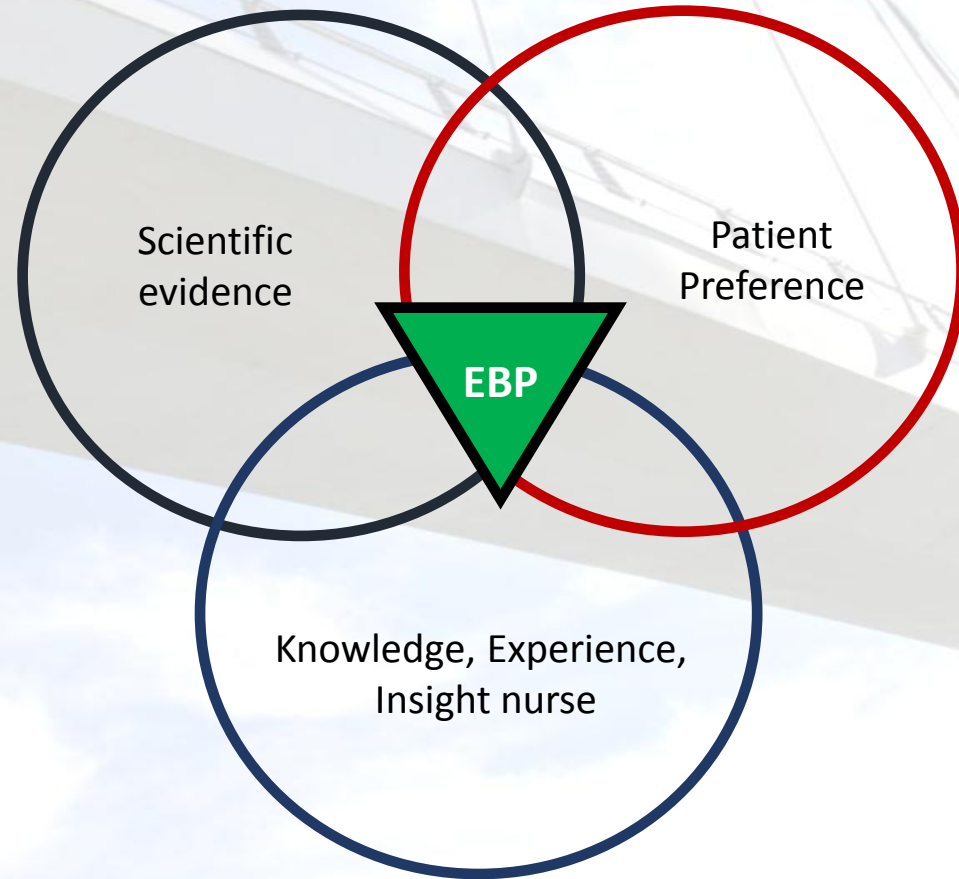 Scientific
evidence
Patient
Preference
EBP
Knowledge, Experience,
Insight nurse